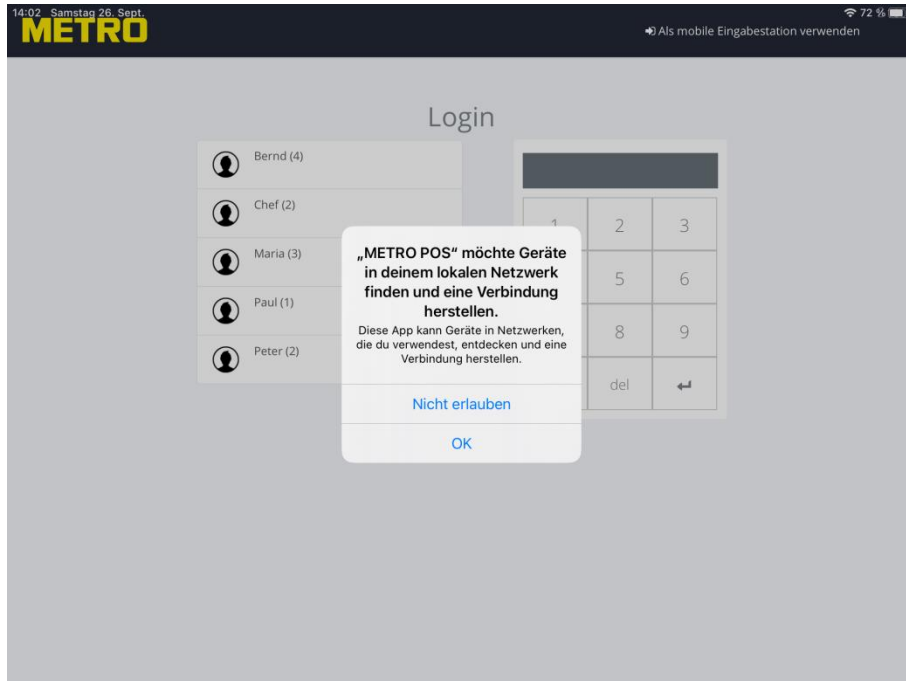 14:02 Samstag 26. Sept.
72 %
METRO
Als mobile Eingabestation verwenden
Login
Bernd (4)
Chef (2)
Maria (3)
Paul (1)
Peter (2)
1 2 3
5 6
8 9
del
„METRO POS“ möchte Geräte
in deinem lokalen Netzwerk
finden und eine Verbindung
herstellen.
Diese App kann Geräte in Netzwerken,
die du verwendest, entdecken und eine
Verbindung herstellen.
Nicht erlauben
OK